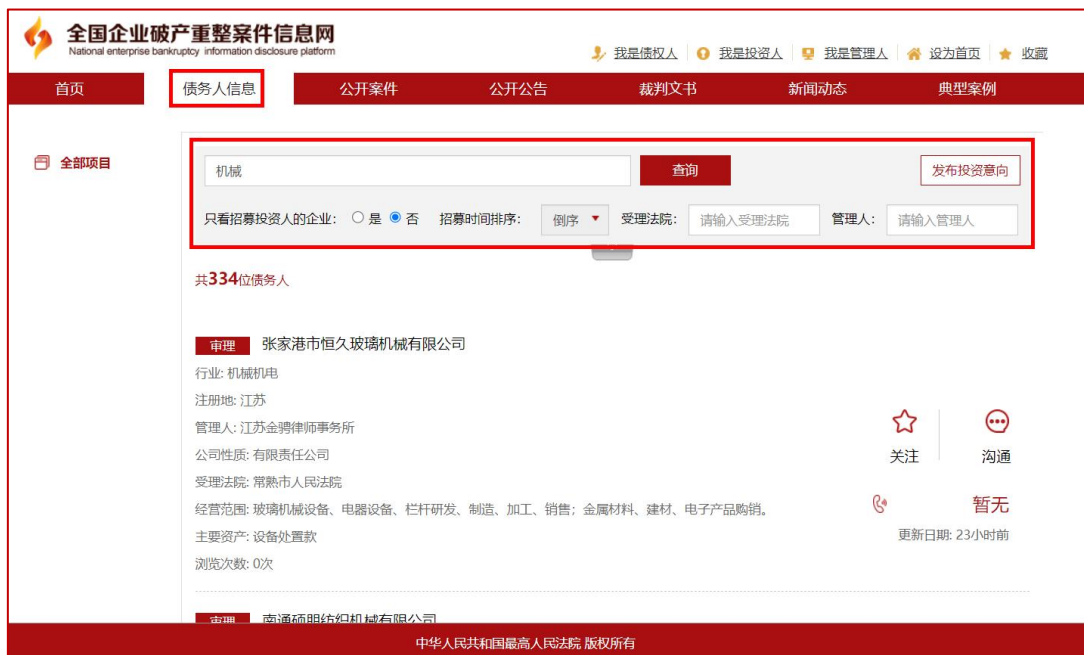 全国企业破产重整案件信息网
National enterprise bankruptcy information disclosure platform
我是债权人 我是投资人 我是管理人 设为首页 收藏
首页 债务人信息 公开案件 公开公告 裁判文书 新闻动态 典型案例
全部项目
机械 查询 发布投资意向
只看招募投资人的企业： 是 否 招募时间排序： 倒序 受理法院： 请输入受理法院 管理人： 请输入管理人
共334位债务人
审理 张家港市恒久玻璃机械有限公司
行业: 机械机电
注册地: 江苏
管理人: 江苏金骋律师事务所
公司性质: 有限责任公司
受理法院: 常熟市人民法院
经营范围: 玻璃机械设备、电器设备、栏杆研发、制造、加工、销售；金属材料、建材、电子产品购销。
主要资产: 设备处置款
浏览次数: 0次
关注 沟通
暂无
更新日期: 23小时前
审理 南通硕明纺织机械有限公司
中华人民共和国最高人民法院 版权所有